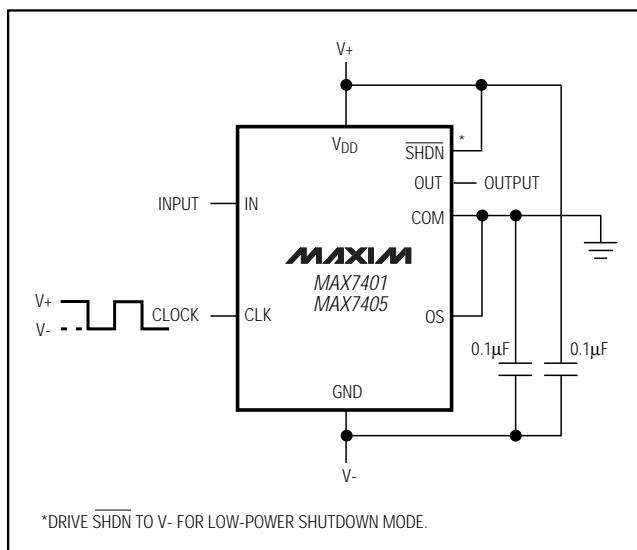 V+
*
VDD
SHDN
OUT OUTPUT
INPUT IN
COM
MAXIM
MAX7401
MAX7405
V+
V-
CLOCK CLK
OS
0.1µF 0.1µF
GND
V-
*DRIVE SHDN TO V- FOR LOW-POWER SHUTDOWN MODE.